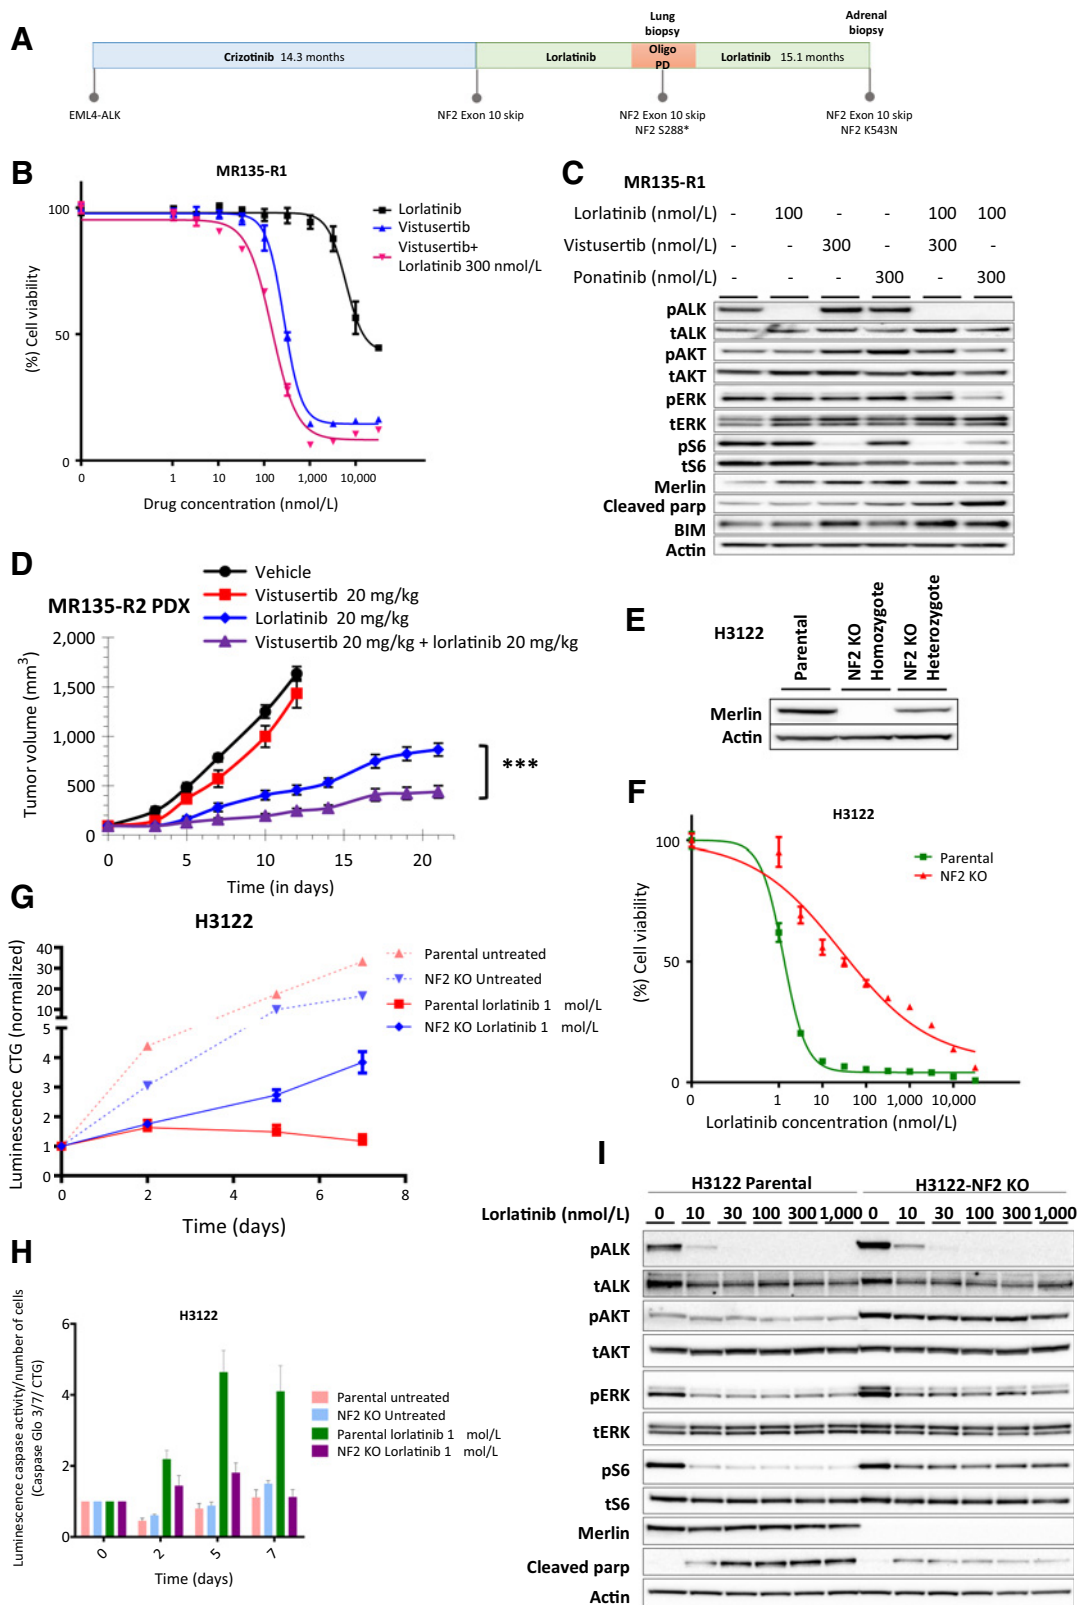 A
Lung biopsy
Adrenal biopsy
Crizotinib 14.3 months
Lorlatinib
Oligo PD
Lorlatinib 15.1 months
EML4-ALK
NF2 Exon 10 skip
NF2 Exon 10 skip
NF2 S288*
NF2 Exon 10 skip
NF2 K543N
B
MR135-R1
(%) Cell viability
100
50
0
0 1 10 100 1,000 10,000
Drug concentration (nmol/L)
Lorlatinib
Vistusertib
Vistusertib+
Lorlatinib 300 nmol/L
C
MR135-R1
Lorlatinib (nmol/L) - 100 - - 100 100
Vistusertib (nmol/L) - - 300 - 300 -
Ponatinib (nmol/L) - - - 300 - 300
pALK
tALK
pAKT
tAKT
pERK
tERK
pS6
tS6
Merlin
Cleaved parp
BIM
Actin
D
MR135-R2 PDX
Vehicle
Vistusertib 20 mg/kg
Lorlatinib 20 mg/kg
Vistusertib 20 mg/kg + lorlatinib 20 mg/kg
Tumor volume (mm3)
2,000
1,500
1,000
500
0
0 5 10 15 20
Time (in days)
***
E
H3122
Parental
NF2 KO Homozygote
NF2 KO Heterozygote
Merlin
Actin
F
H3122
(%) Cell viability
100
50
0
0 1 10 100 1,000 10,000
Lorlatinib concentration (nmol/L)
Parental
NF2 KO
G
H3122
Luminescence CTG (normalized)
40
30
20
10
5
4
3
2
1
0
0 2 4 6 8
Time (days)
Parental untreated
NF2 KO Untreated
Parental lorlatinib 1 mol/L
NF2 KO Lorlatinib 1 mol/L
H
H3122
Luminescence caspase activity/number of cells
(Caspase Glo 3/7/ CTG)
6
4
2
0
0 2 5 7
Time (days)
Parental untreated
NF2 KO Untreated
Parental lorlatinib 1 mol/L
NF2 KO Lorlatinib 1 mol/L
I
H3122 Parental H3122-NF2 KO
Lorlatinib (nmol/L) 0 10 30 100 300 1,000 0 10 30 100 300 1,000
pALK
tALK
pAKT
tAKT
pERK
tERK
pS6
tS6
Merlin
Cleaved parp
Actin